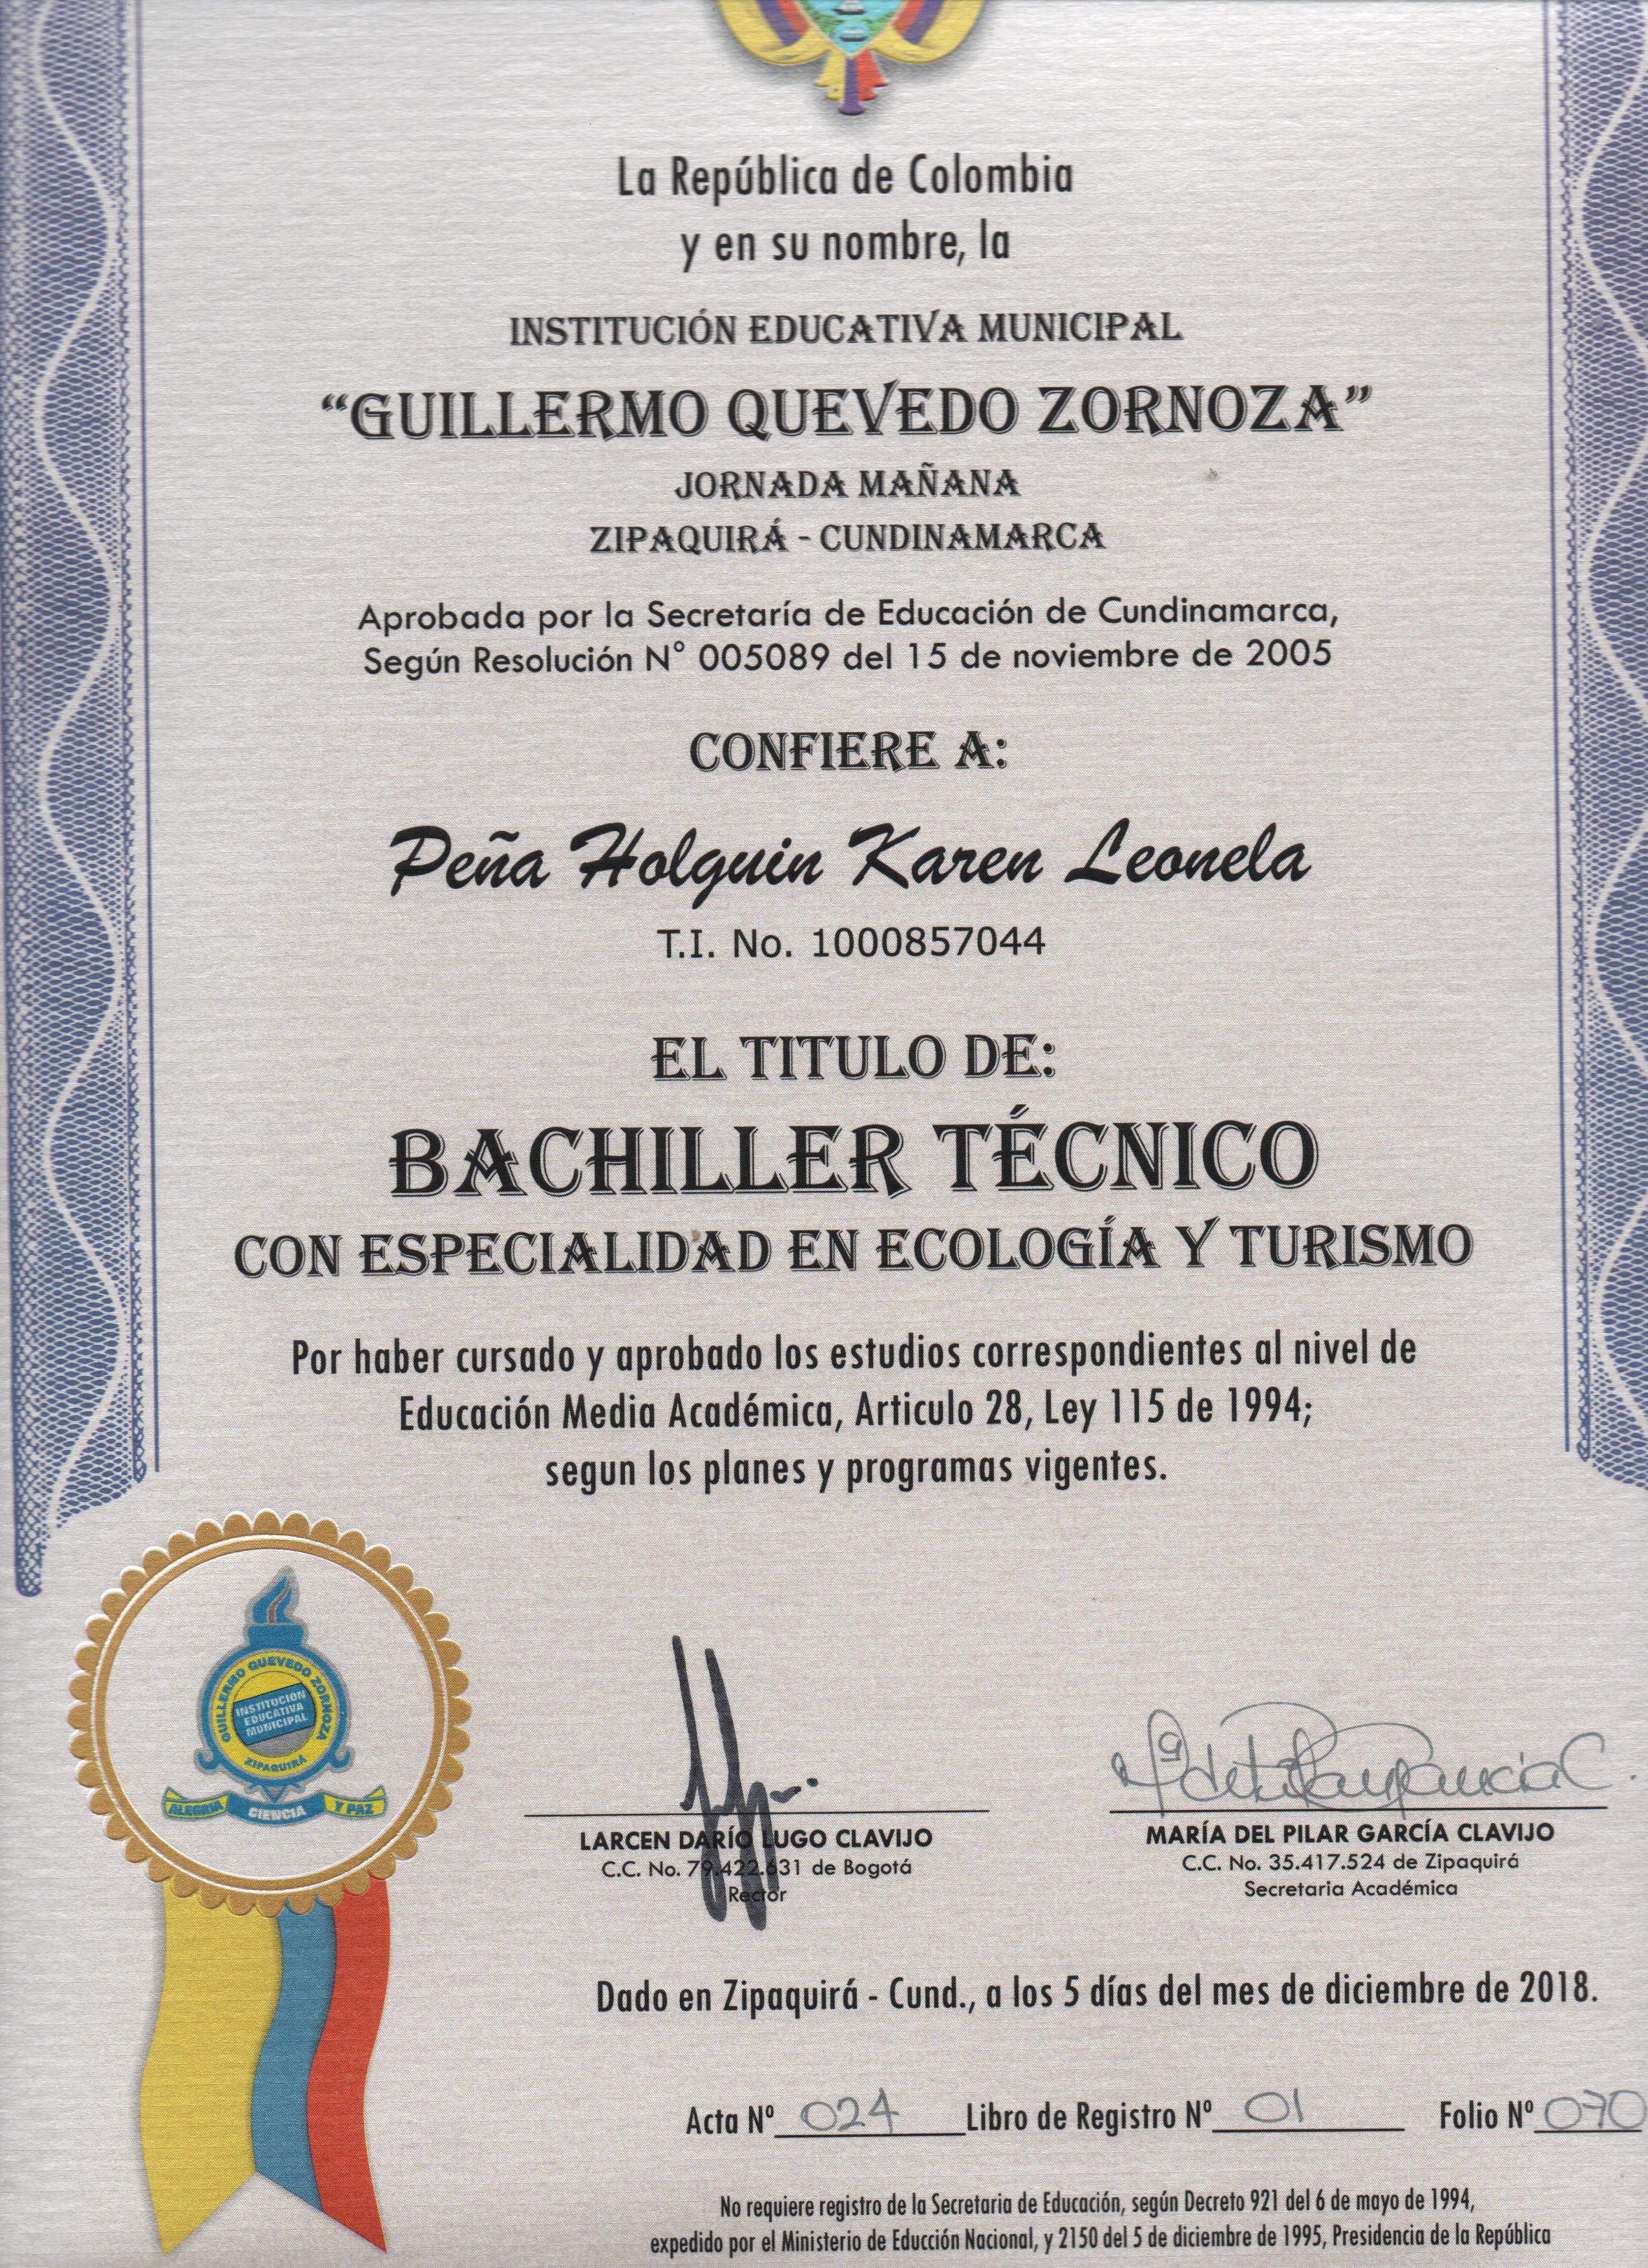 La República de Colombia
y en su nombre, la
INSTITUCIÓN EDUCATIVA MUNICIPAL
“GUILLERMO QUEVEDO ZORNOZA”
JORNADA MAÑANA
ZIPAQUIRÁ - CUNDINAMARCA
Aprobada por la Secretaría de Educación de Cundinamarca,
Según Resolución N° 005089 del 15 de noviembre de 2005
CONFIERE A:
Peña Holguin Karen Leonela
T.I. No. 1000857044
EL TITULO DE:
BACHILLER TÉCNICO
CON ESPECIALIDAD EN ECOLOGÍA Y TURISMO
Por haber cursado y aprobado los estudios correspondientes al nivel de
Educación Media Académica, Articulo 28, Ley 115 de 1994;
segun los planes y programas vigentes.
GUILLERMO QUEVEDO ZORNOZA
INSTITUCION
EDUCATIVA
MUNICIPAL
ZIPAQUIRÁ
ALEGRIA CIENCIA Y PAZ
Mª del Pilar García C.
LARCEN DARÍO LUGO CLAVIJO
C.C. No. 79.422.631 de Bogotá
Rector
MARÍA DEL PILAR GARCÍA CLAVIJO
C.C. No. 35.417.524 de Zipaquirá
Secretaria Académica
Dado en Zipaquirá - Cund., a los 5 días del mes de diciembre de 2018.
Acta Nº 024 Libro de Registro Nº 01 Folio Nº 070
No requiere registro de la Secretaria de Educación, según Decreto 921 del 6 de mayo de 1994,
expedido por el Ministerio de Educción Nacional, y 2150 del 5 de diciembre de 1995, Presidencia de la República